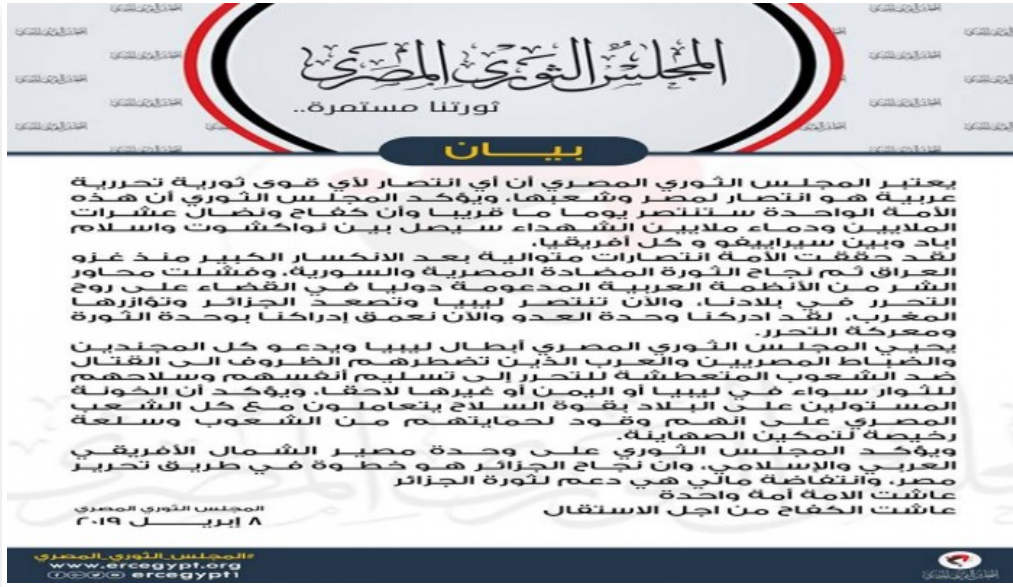 المجلس الثوري المصري
ثورتنا مستمرة..
بيــــان
يعتبر المجلس الثوري المصري أن أي انتصار لأي قوى ثورية تحررية
عربية هو انتصار لمصر وشعبها، ويؤكد المجلس الثوري أن هذه
الأمة الواحدة ستنتصر يوما ما قريبا وأن كفاح ونضال عشرات
الملايين ودماء ملايين الشهداء سيصل بين نواكشوت واسلام
اباد وبين سيراييفو و كل أفريقيا.
لقد حققت الأمة انتصارات متوالية بعد الانكسار الكبير منذ غزو
العراق ثم نجاح الثورة المضادة المصرية والسورية، وفشلت محاور
الشر من الأنظمة العربية المدعومة دوليا في القضاء على روح
التحرر في بلادنا، والآن تنتصر ليبيا وتصعد الجزائر وتؤازرها
المغرب، لقد ادركنا وحدة العدو والآن نعمق إدراكنا بوحدة الثورة
ومعركة التحرر.
يحيي المجلس الثوري المصري أبطال ليبيا ويدعو كل المجندين
والضباط المصريين والعرب الذين تضطرهم الظروف الى القتال
ضد الشعوب المتعطشة للتحرر إلى تسليم أنفسهم وسلاحهم
للثوار سواء في ليبيا أو اليمن أو غيرها لاحقا، ويؤكد أن الخونة
المستولين على البلاد بقوة السلاح يتعاملون مع كل الشعب
المصري على انهم وقود لحمايتهم من الشعوب وسلعة
رخيصة لتمكين الصهاينة.
ويؤكد المجلس الثوري على وحدة مصير الشمال الأفريقي
العربي والإسلامي، وان نجاح الجزائر هو خطوة في طريق تحرير
مصر، وانتفاضة مالي هي دعم لثورة الجزائر
عاشت الامة أمة واحدة
عاشت الكفاح من اجل الاستقال
المجلس الثوري المصري
٨ إبريــــل ٢٠١٩
#المجلس_الثوري_المصري
www.ercegypt.org
ercegypt1
المجلس الثوري المصري